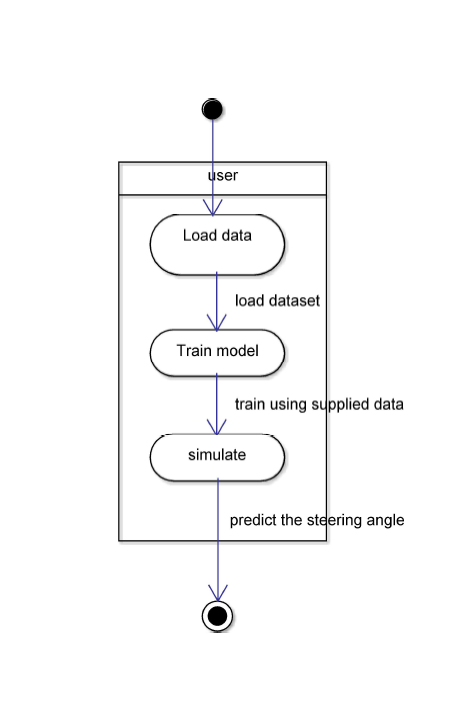 user
Load data
load dataset
Train model
train using supplied data
simulate
predict the steering angle